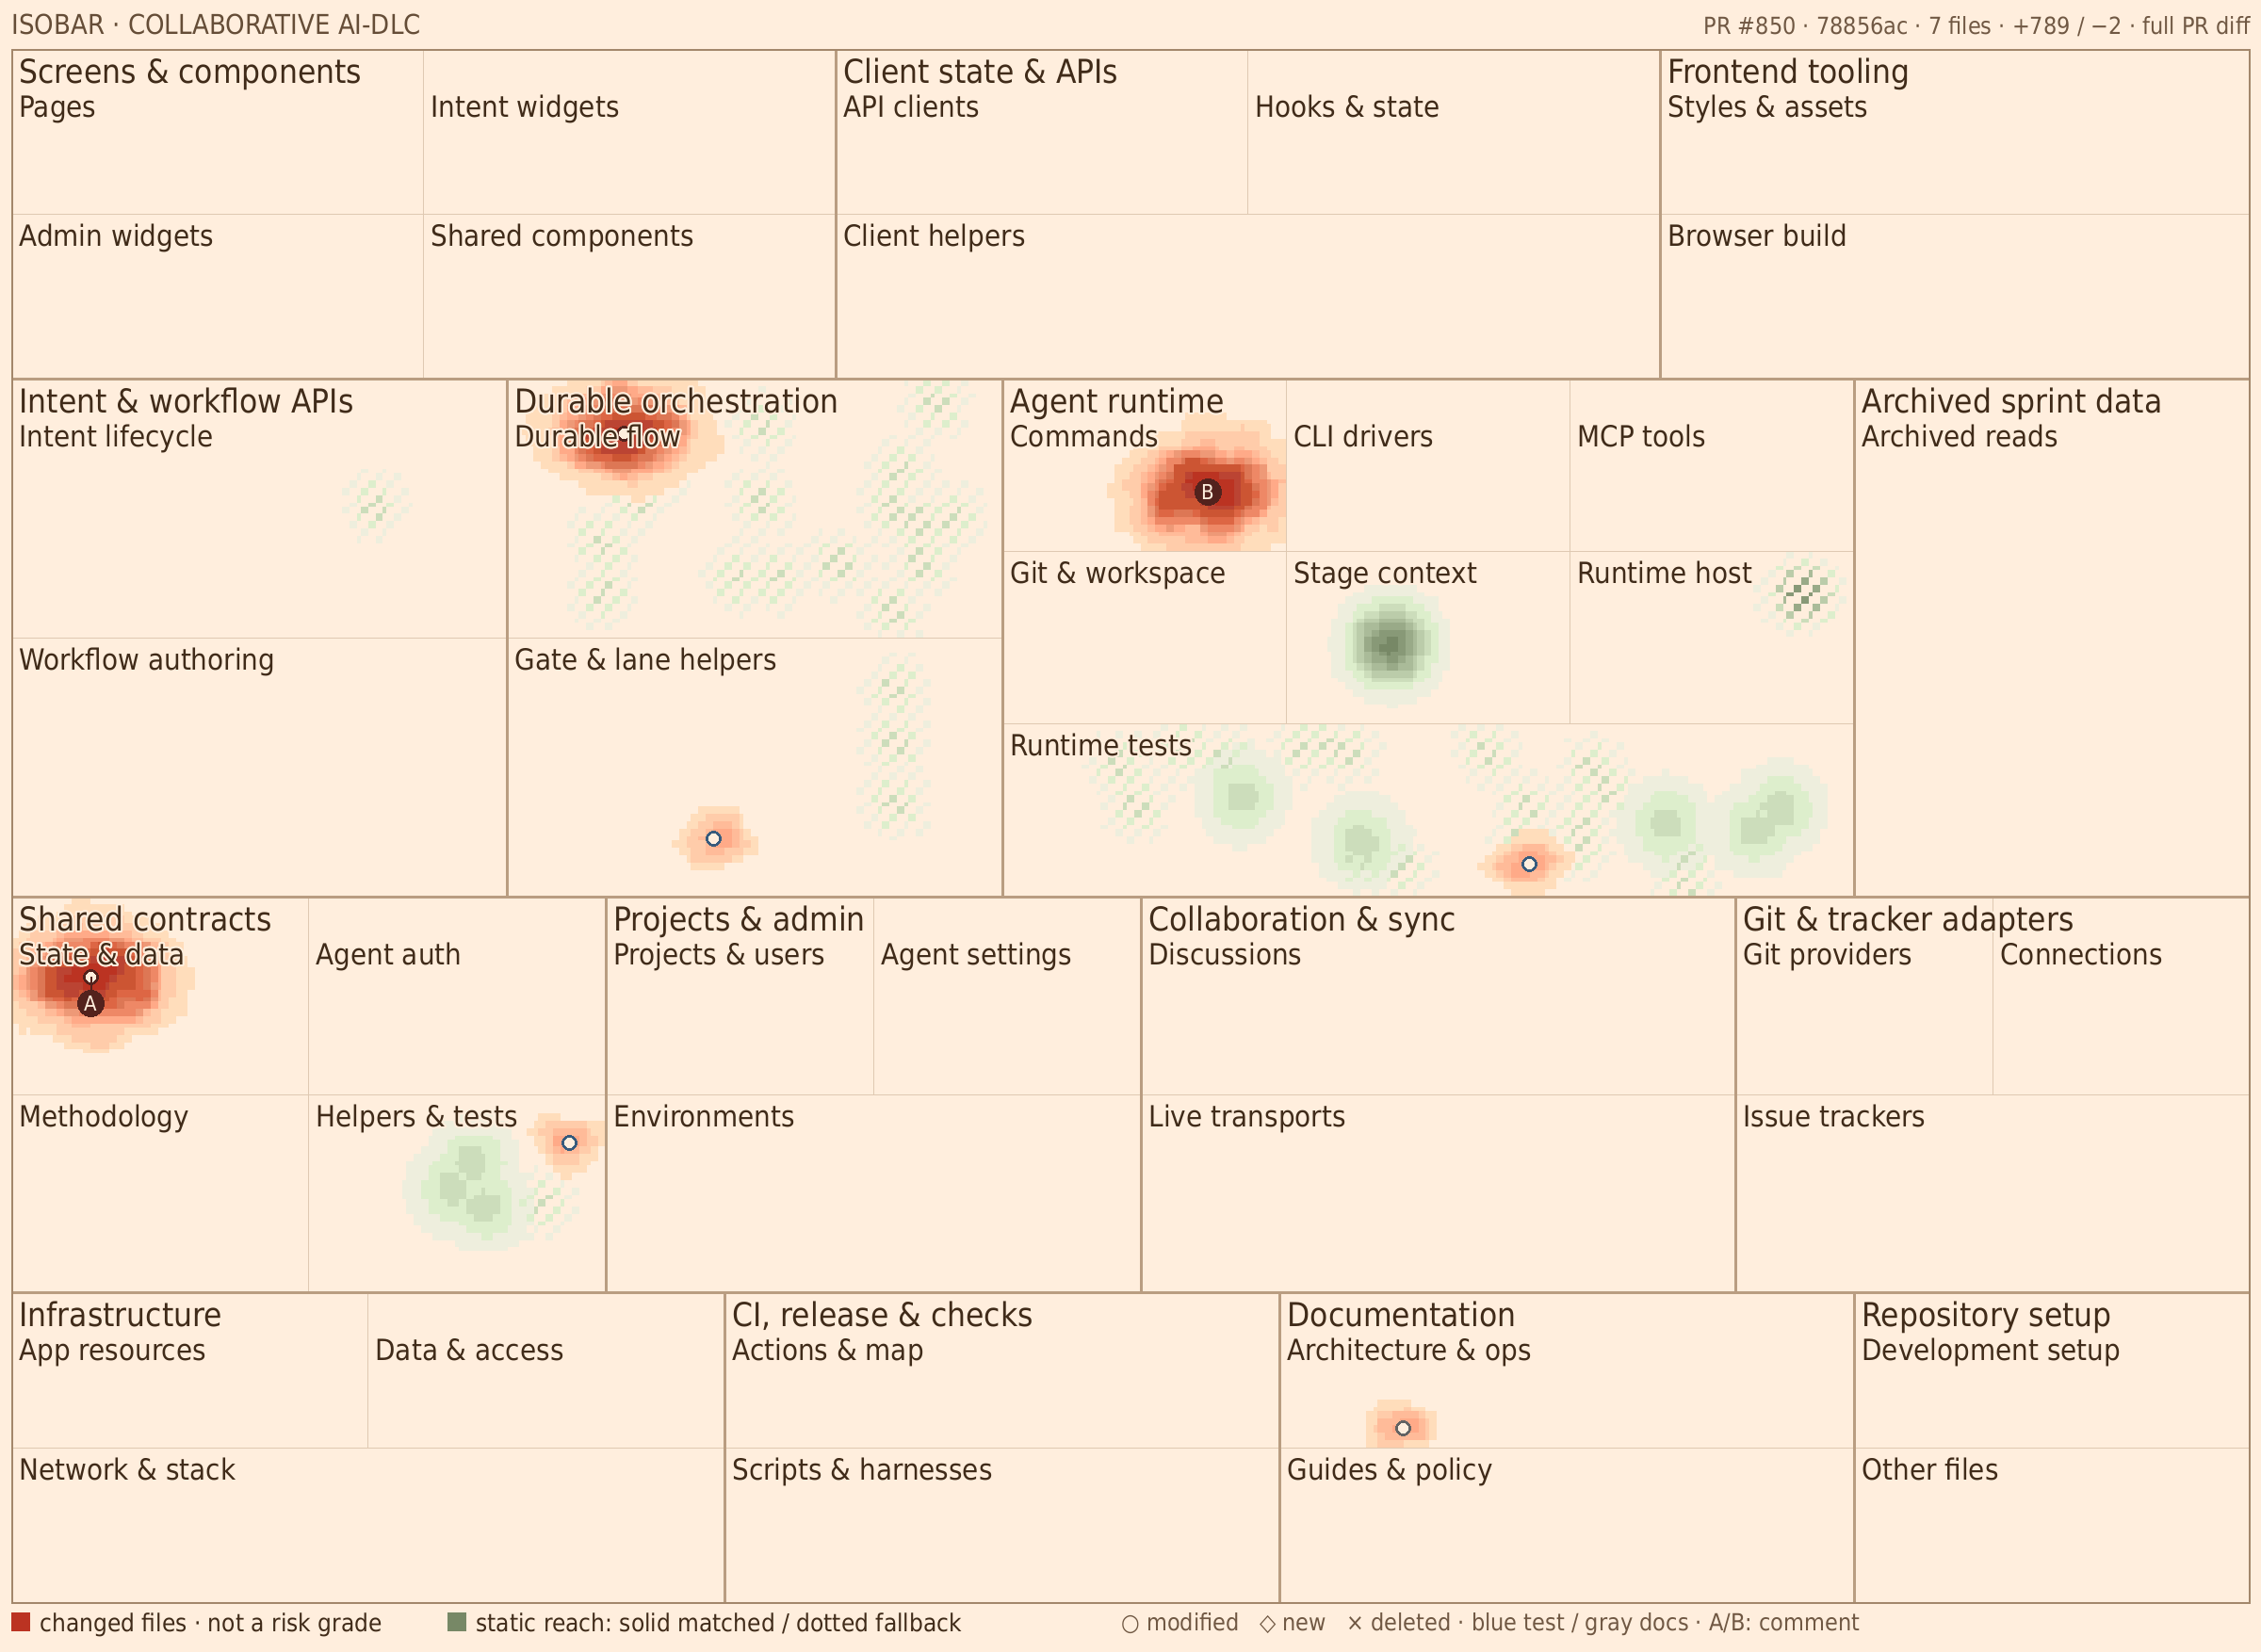 ISOBAR · COLLABORATIVE AI-DLC
PR #850 · 78856ac · 7 files · +789 / −2 · full PR diff
Screens & components
Pages
Intent widgets
Client state & APIs
API clients
Hooks & state
Frontend tooling
Styles & assets
Admin widgets
Shared components
Client helpers
Browser build
Intent & workflow APIs
Intent lifecycle
Durable orchestration
Durable flow
Agent runtime
Commands
CLI drivers
MCP tools
Archived sprint data
Archived reads
B
Git & workspace
Stage context
Runtime host
Workflow authoring
Gate & lane helpers
Runtime tests
Shared contracts
State & data
Agent auth
Projects & admin
Projects & users
Agent settings
Collaboration & sync
Discussions
Git & tracker adapters
Git providers
Connections
A
Methodology
Helpers & tests
Environments
Live transports
Issue trackers
Infrastructure
App resources
Data & access
CI, release & checks
Actions & map
Documentation
Architecture & ops
Repository setup
Development setup
Network & stack
Scripts & harnesses
Guides & policy
Other files
changed files · not a risk grade
static reach: solid matched / dotted fallback
○ modified ◇ new × deleted · blue test / gray docs · A/B: comment